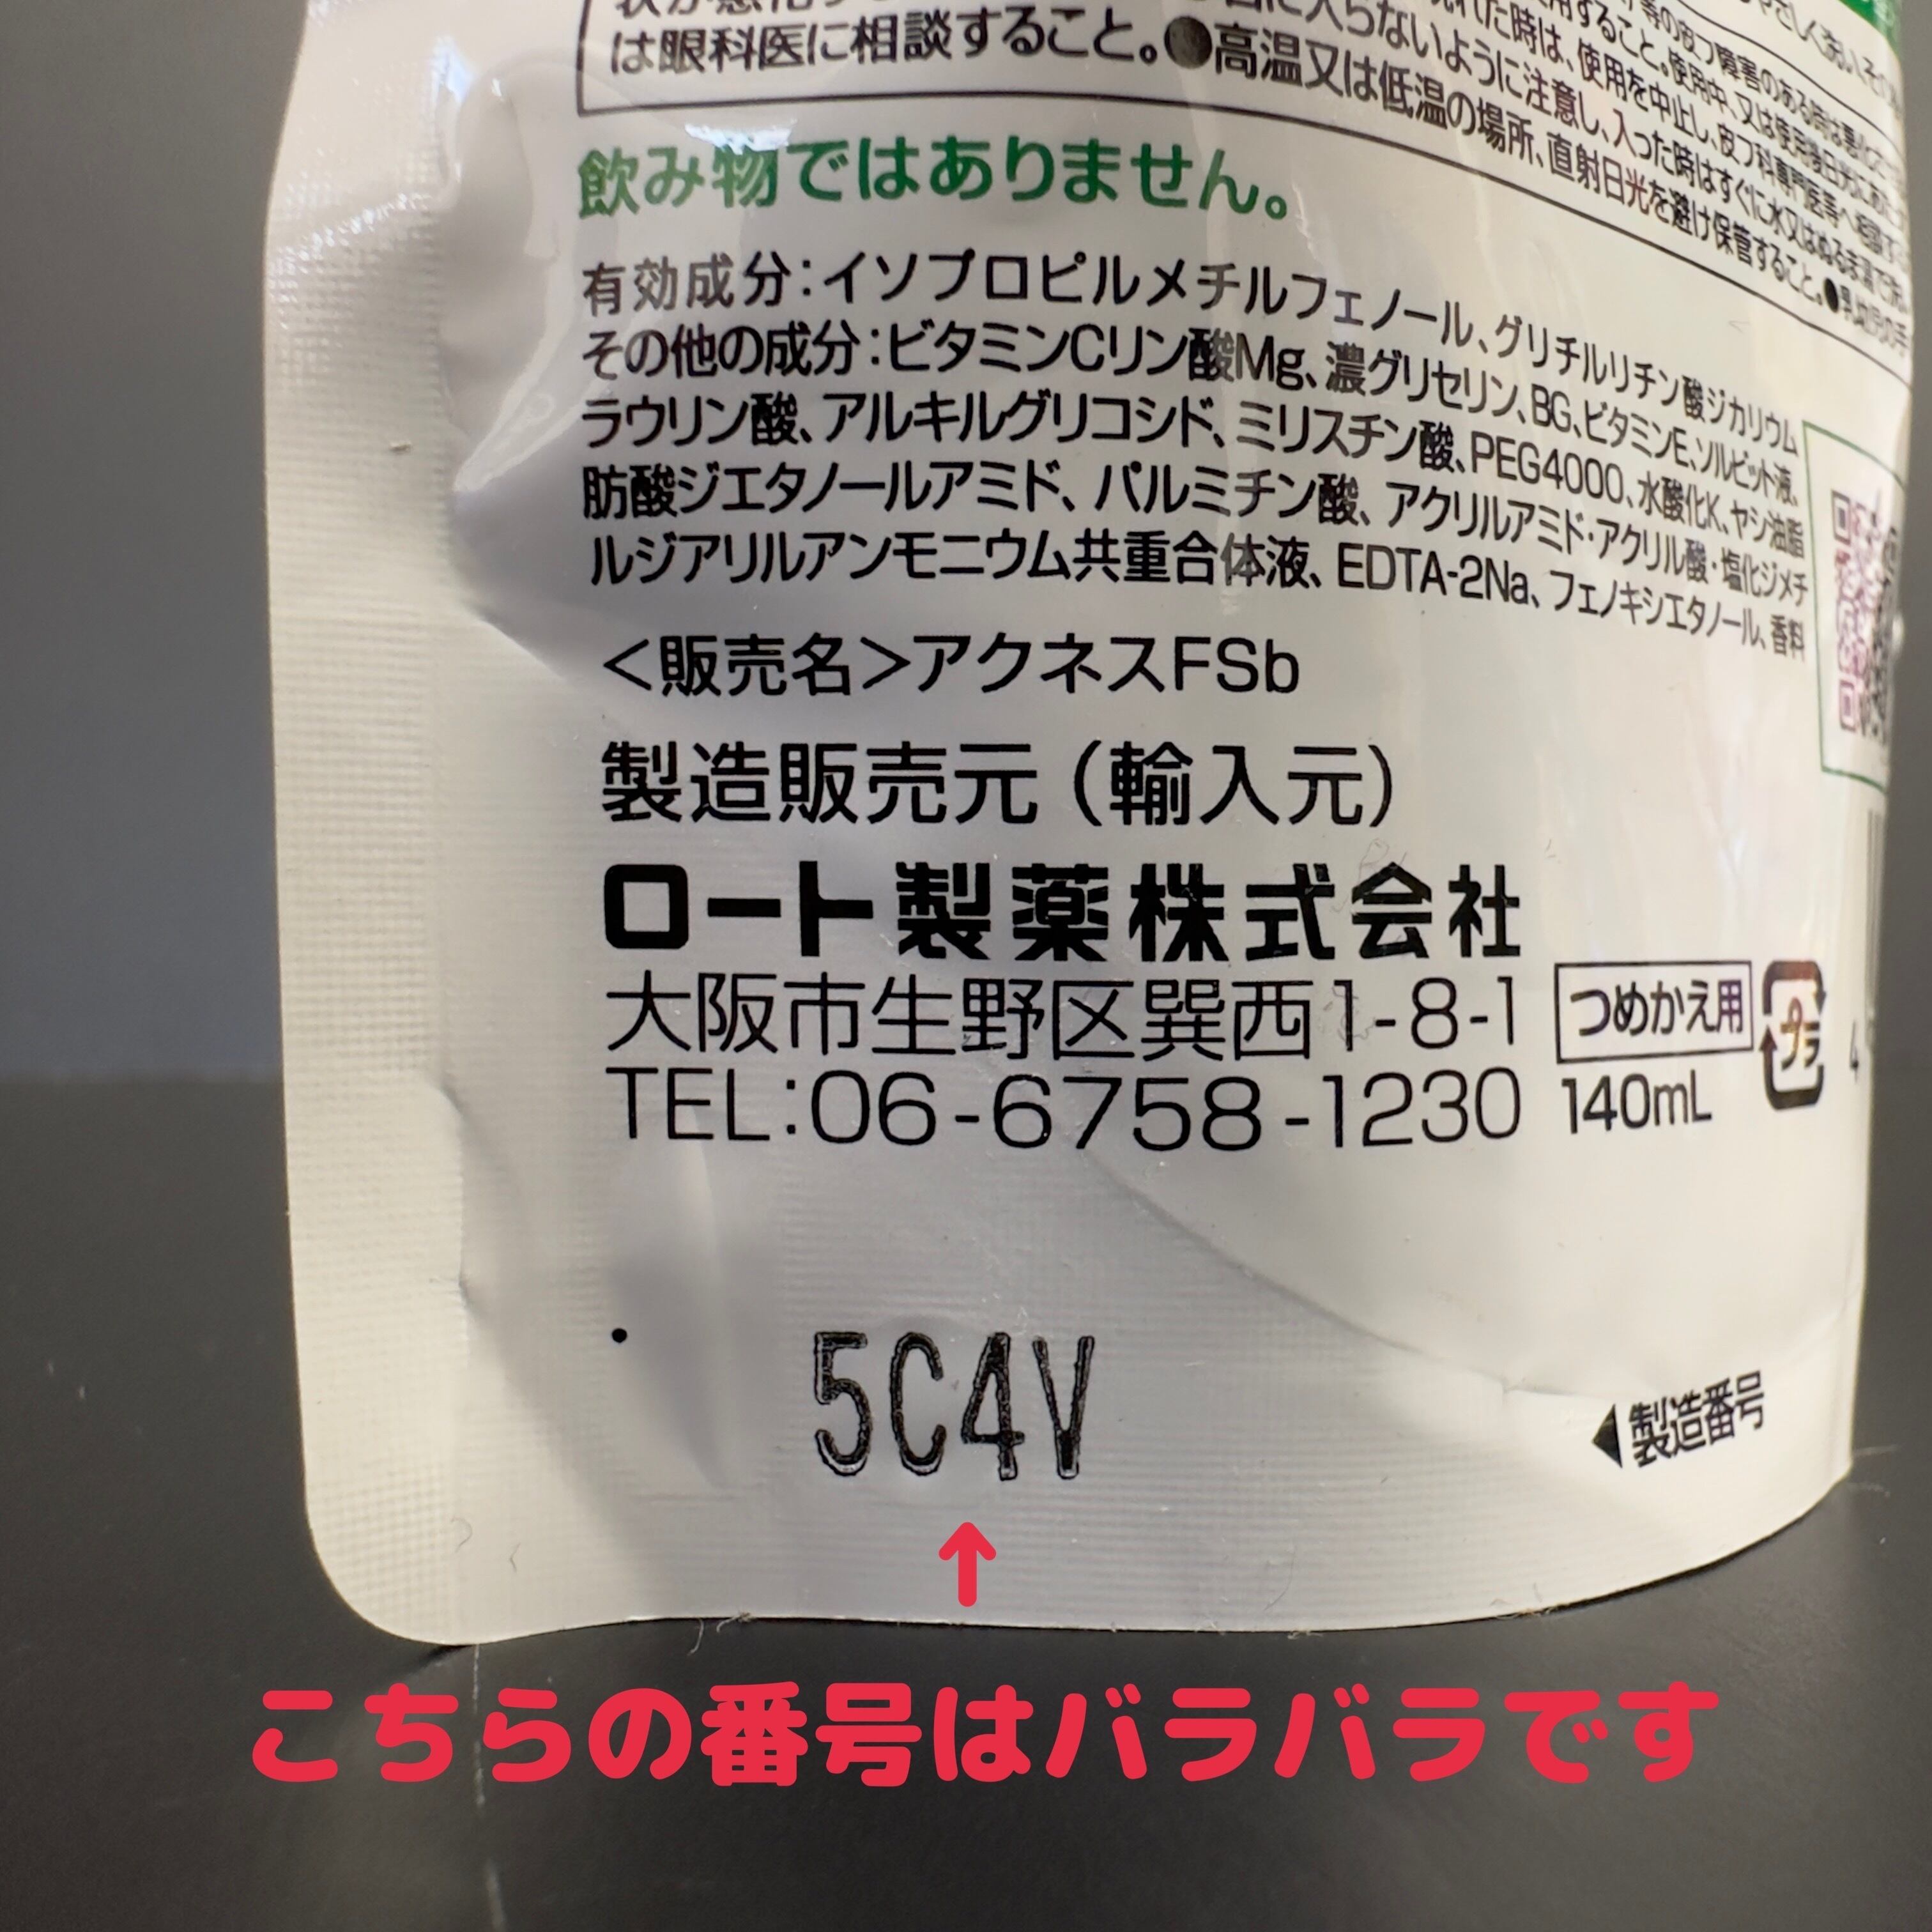 は眼科医に相談すること。●高温又は低温の場所、直射日光を避け保管すること。●乳幼児の手
飲み物ではありません。
有効成分：イソプロピルメチルフェノール、グリチルリチン酸ジカリウム
その他の成分：ビタミンCリン酸Mg、濃グリセリン、BG、ビタミンE、ソルビット液、
ラウリン酸、アルキルグリコシド、ミリスチン酸、PEG4000、水酸化K、ヤシ油脂
肪酸ジエタノールアミド、パルミチン酸、アクリルアミド・アクリル酸・塩化ジメチ
ルジアリルアンモニウム共重合体液、EDTA-2Na、フェノキシエタノール、香料
＜販売名＞アクネスFSb
製造販売元（輸入元）
ロート製薬株式会社
大阪市生野区巽西1-8-1
TEL：06-6758-1230
つめかえ用
140mL
プラ
4
5C4V
◀製造番号
↑
こちらの番号はバラバラです